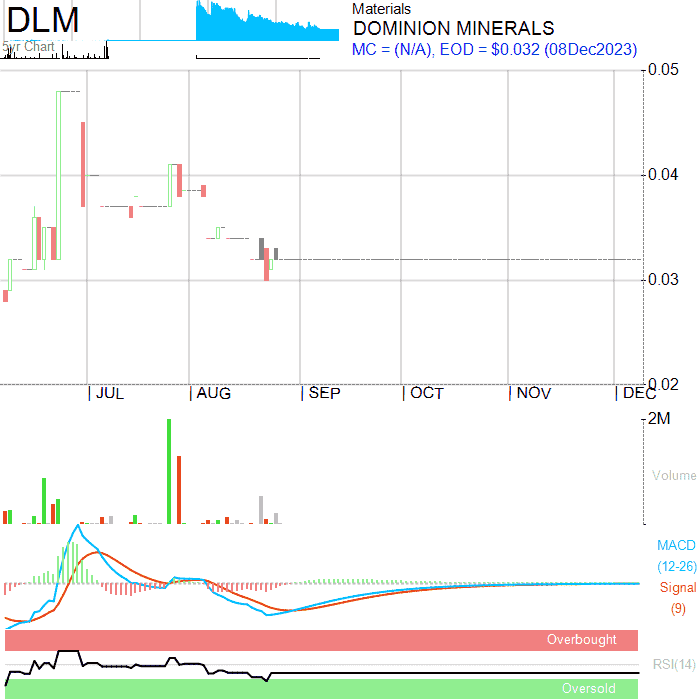 DLM
5yr Chart
Materials
DOMINION MINERALS
MC = (N/A), EOD = $0.032 (08Dec2023)
0.05
0.04
0.03
0.02
JUL AUG SEP OCT NOV DEC
2M
Volume
MACD
(12-26)
Signal
(9)
Overbought
RSI(14)
Oversold